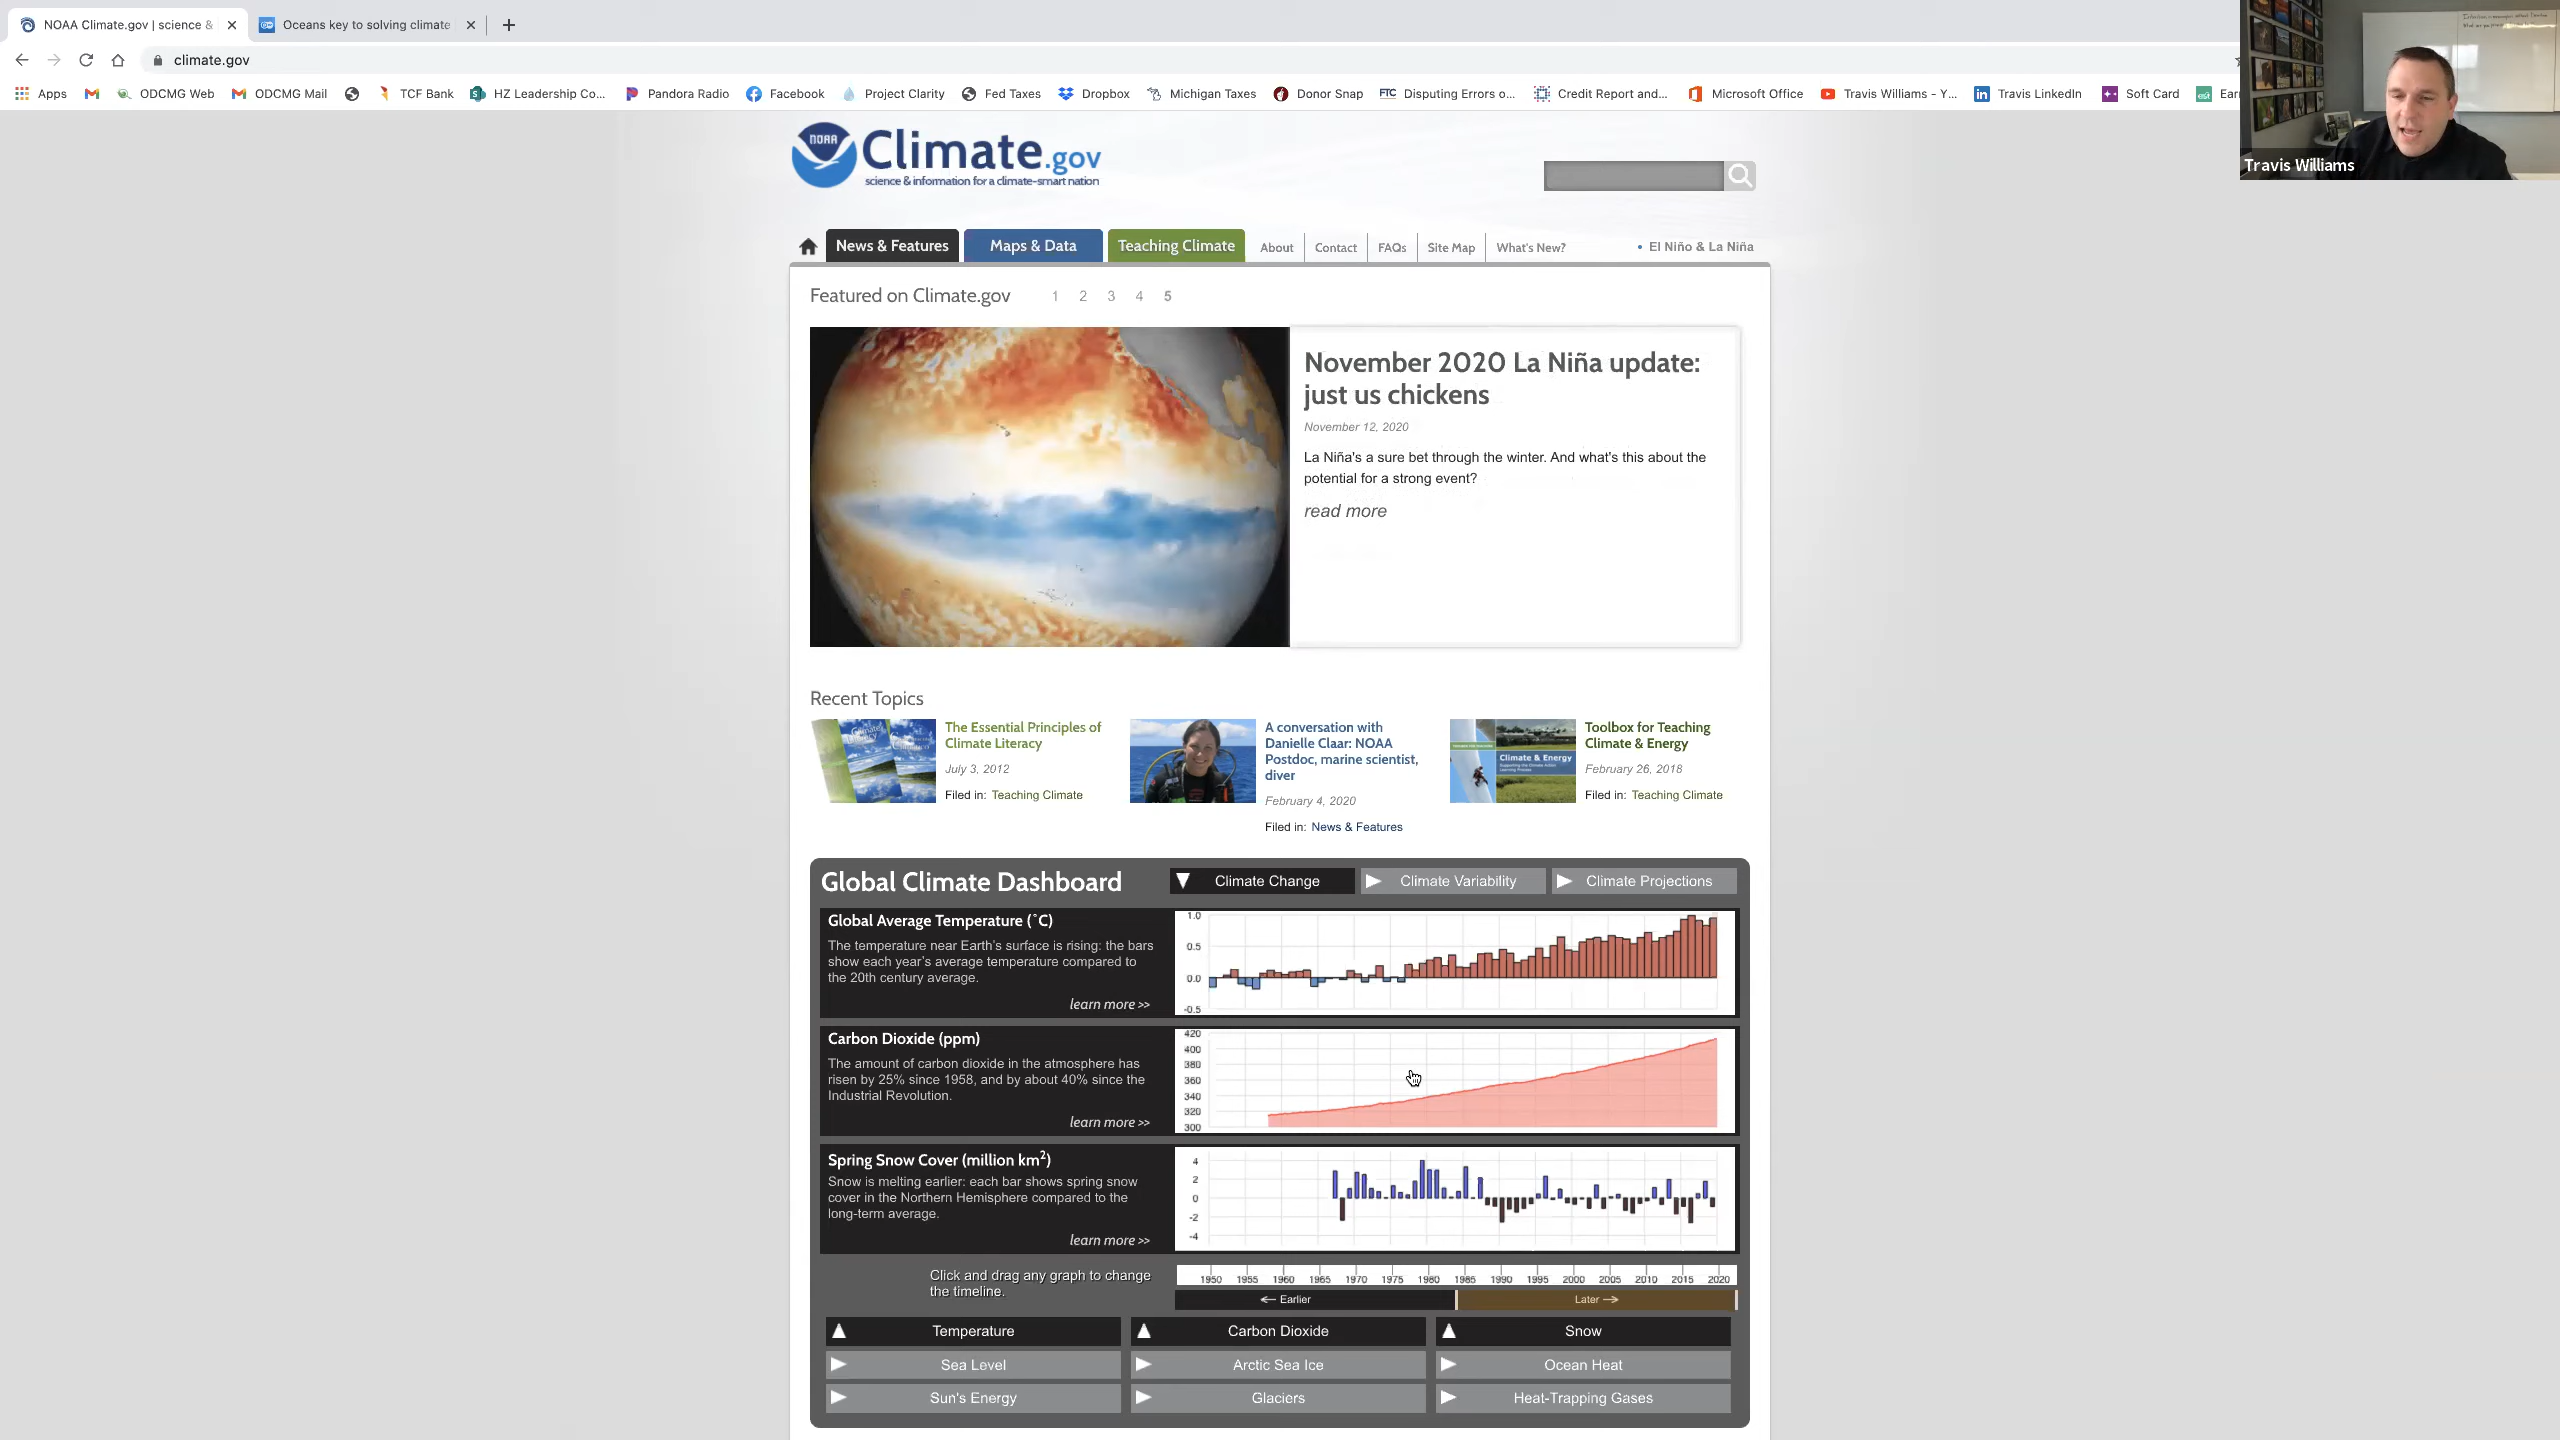 NOAA Climate.gov | science &
Oceans key to solving climate
climate.gov
Apps
ODCMG Web
ODCMG Mail
TCF Bank
HZ Leadership Co...
Pandora Radio
Facebook
Project Clarity
Fed Taxes
Dropbox
Michigan Taxes
Donor Snap
FTC Disputing Errors o...
Credit Report and...
Microsoft Office
Travis Williams - Y...
Travis LinkedIn
Soft Card
Travis Williams
NOAA
Climate.gov
science & information for a climate-smart nation
News & Features
Maps & Data
Teaching Climate
About
Contact
FAQs
Site Map
What's New?
• El Niño & La Niña
Featured on Climate.gov 1 2 3 4 5
November 2020 La Niña update:
just us chickens
November 12, 2020
La Niña's a sure bet through the winter. And what's this about the
potential for a strong event?
read more
Recent Topics
The Essential Principles of
Climate Literacy
July 3, 2012
Filed in: Teaching Climate
A conversation with
Danielle Claar: NOAA
Postdoc, marine scientist,
diver
February 4, 2020
Filed in: News & Features
Climate & Energy
Toolbox for Teaching
Climate & Energy
February 26, 2018
Filed in: Teaching Climate
Global Climate Dashboard
Climate Change
Climate Variability
Climate Projections
Global Average Temperature (˚C)
The temperature near Earth's surface is rising: the bars
show each year's average temperature compared to
the 20th century average.
learn more >>
1.0
0.5
0.0
-0.5
Carbon Dioxide (ppm)
The amount of carbon dioxide in the atmosphere has
risen by 25% since 1958, and by about 40% since the
Industrial Revolution.
learn more >>
420
400
380
360
340
320
300
Spring Snow Cover (million km²)
Snow is melting earlier: each bar shows spring snow
cover in the Northern Hemisphere compared to the
long-term average.
learn more >>
4
2
0
-2
-4
Click and drag any graph to change
the timeline.
1950 1955 1960 1965 1970 1975 1980 1985 1990 1995 2000 2005 2010 2015 2020
← Earlier
Later →
Temperature
Carbon Dioxide
Snow
Sea Level
Arctic Sea Ice
Ocean Heat
Sun's Energy
Glaciers
Heat-Trapping Gases